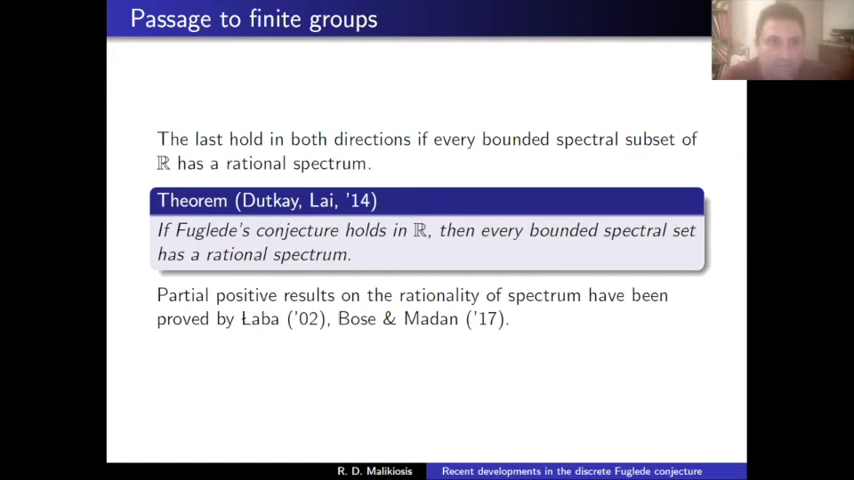 Passage to finite groups
The last hold in both directions if every bounded spectral subset of
ℝ has a rational spectrum.
Theorem (Dutkay, Lai, '14)
If Fuglede's conjecture holds in ℝ, then every bounded spectral set
has a rational spectrum.
Partial positive results on the rationality of spectrum have been
proved by Łaba ('02), Bose & Madan ('17).
R. D. Malikiosis
Recent developments in the discrete Fuglede conjecture